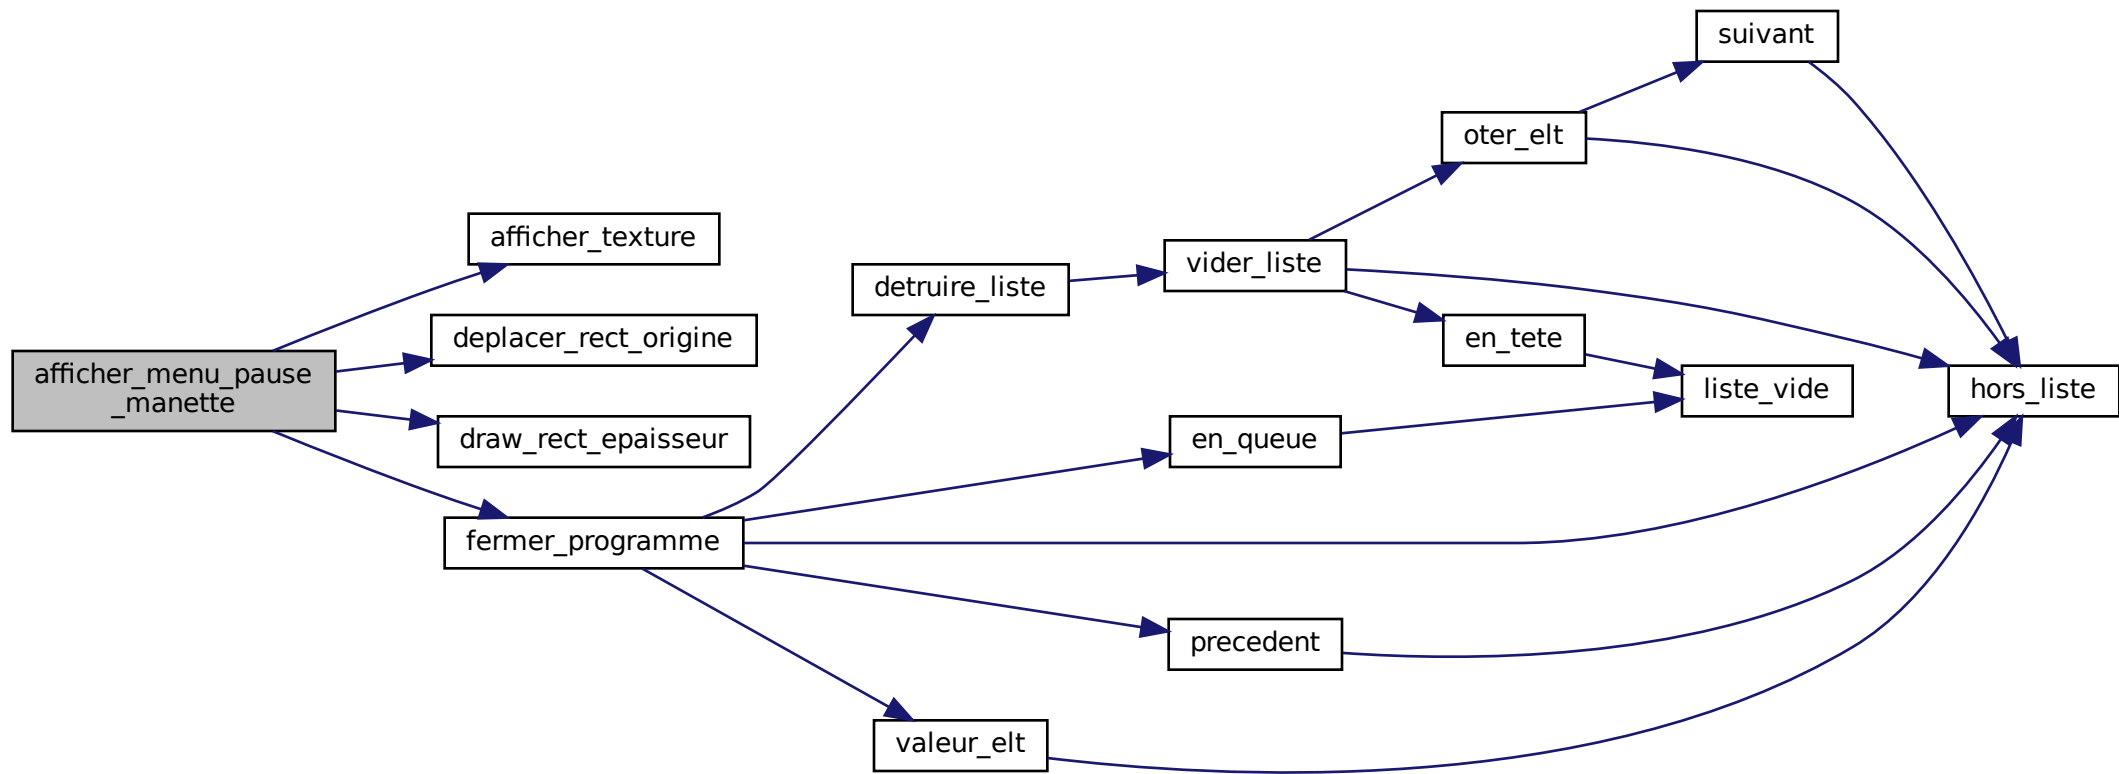 afficher_menu_pause
_manette
afficher_texture
deplacer_rect_origine
draw_rect_epaisseur
fermer_programme
detruire_liste
vider_liste
oter_elt
suivant
en_tete
liste_vide
hors_liste
en_queue
precedent
valeur_elt